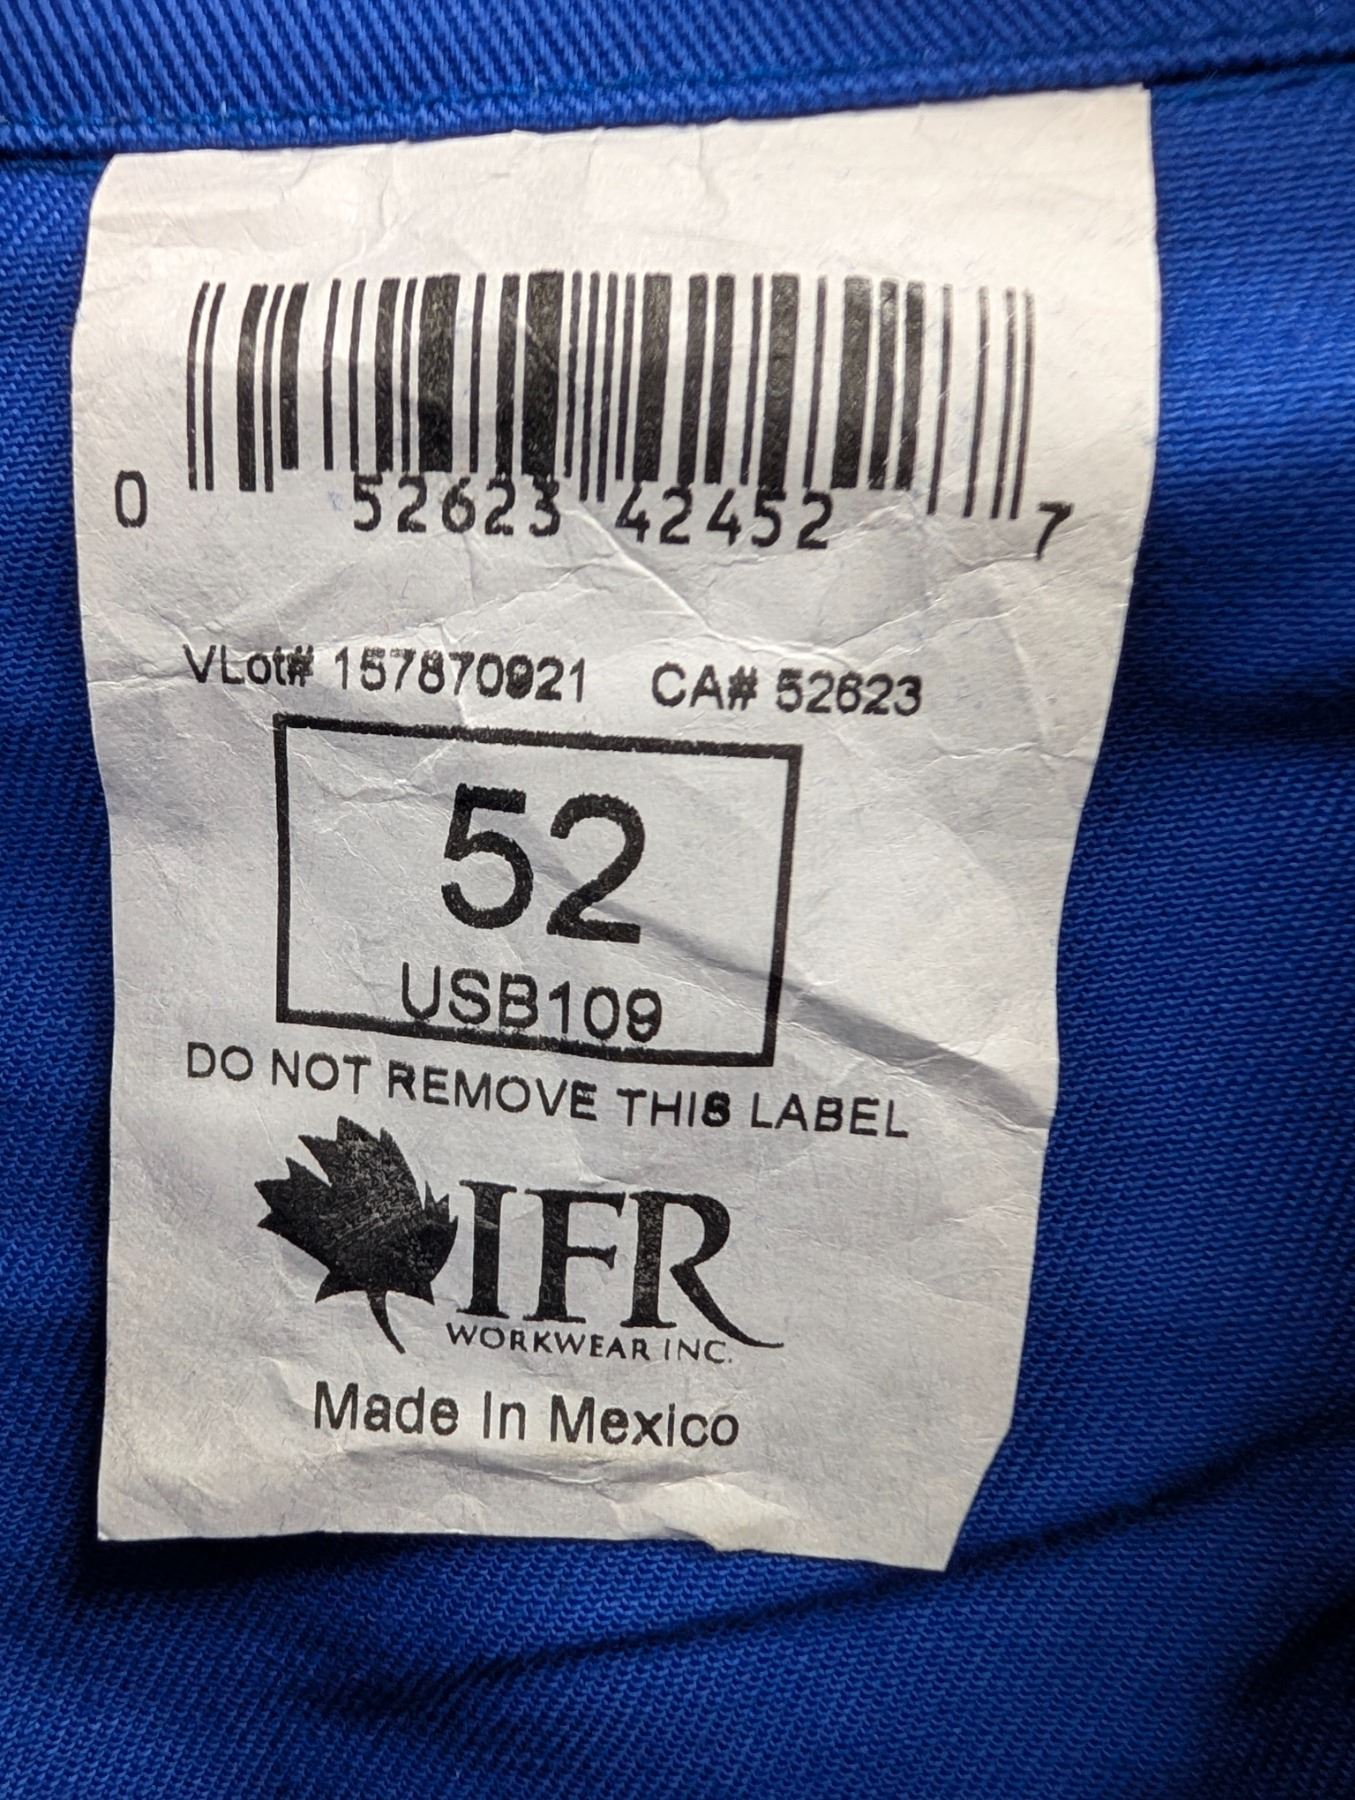 0 52623 42452 7
VLot# 157870921 CA# 52623
52
USB109
DO NOT REMOVE THIS LABEL
IFR
WORKWEAR INC.
Made In Mexico